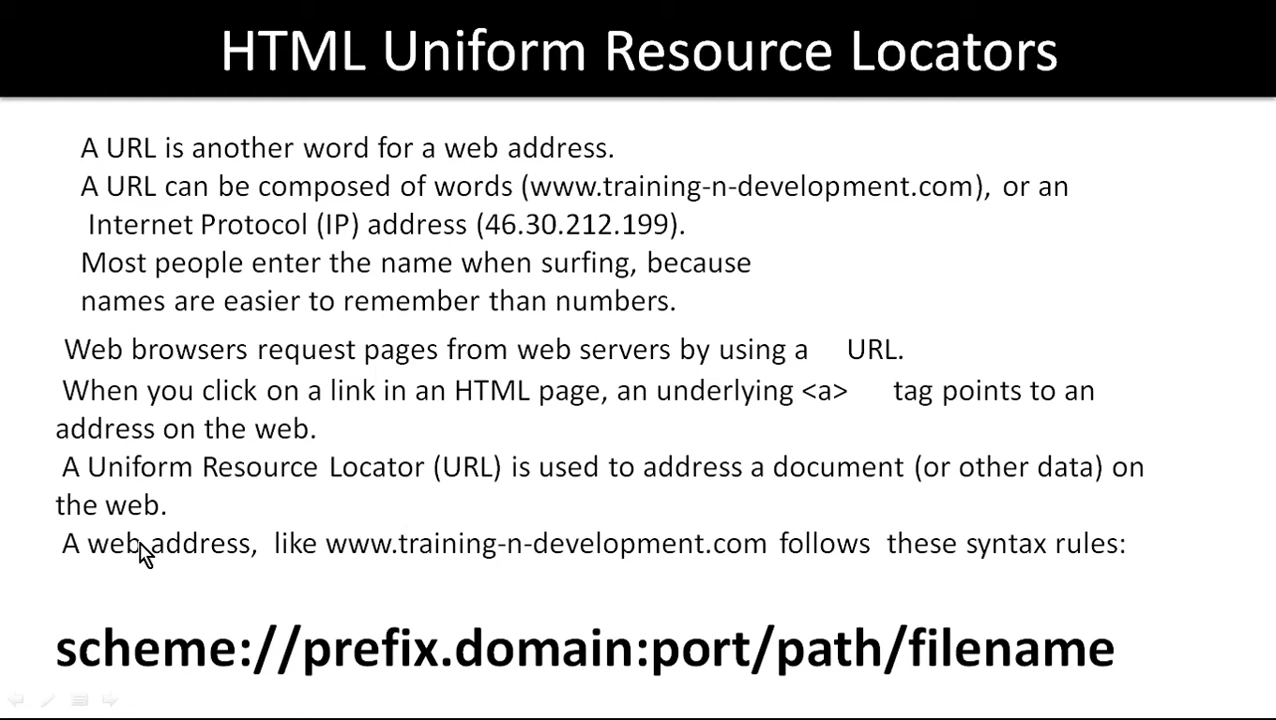 HTML Uniform Resource Locators
A URL is another word for a web address.
A URL can be composed of words (www.training-n-development.com), or an
Internet Protocol (IP) address (46.30.212.199).
Most people enter the name when surfing, because
names are easier to remember than numbers.
Web browsers request pages from web servers by using a URL.
When you click on a link in an HTML page, an underlying <a> tag points to an
address on the web.
A Uniform Resource Locator (URL) is used to address a document (or other data) on
the web.
A web address, like www.training-n-development.com follows these syntax rules:
scheme://prefix.domain:port/path/filename